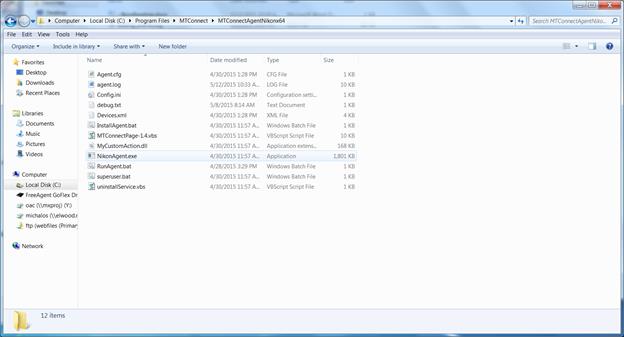 Computer ▸ Local Disk (C:) ▸ Program Files ▸ MTConnect ▸ MTConnectAgentNikonx64
Search MTConnectAgentNiko...
File Edit View Tools Help
Organize Include in library Share with New folder
Name Date modified Type Size
Favorites
Desktop
Downloads
Recent Places
Libraries
Documents
Music
Pictures
Videos
Computer
Local Disk (C:)
FreeAgent GoFlex Dr
oac (\\mxproj) (Y:)
michalos (\\elwood.n
ftp (webfiles (Primar
Network
Agent.cfg 4/30/2015 1:28 PM CFG File 1 KB
agent.log 5/12/2015 10:33 A... LOG File 10 KB
Config.ini 4/30/2015 1:28 PM Configuration setti... 1 KB
debug.txt 5/8/2015 8:14 AM Text Document 1 KB
Devices.xml 4/30/2015 1:28 PM XML File 4 KB
InstallAgent.bat 4/30/2015 11:57 A... Windows Batch File 1 KB
MTConnectPage-1.4.vbs 4/30/2015 11:57 A... VBScript Script File 10 KB
MyCustomAction.dll 4/30/2015 11:57 A... Application extens... 168 KB
NikonAgent.exe 4/30/2015 11:57 A... Application 1,801 KB
RunAgent.bat 4/28/2015 3:29 PM Windows Batch File 1 KB
superuser.bat 4/30/2015 11:57 A... Windows Batch File 1 KB
uninstallService.vbs 4/30/2015 11:57 A... VBScript Script File 1 KB
12 items